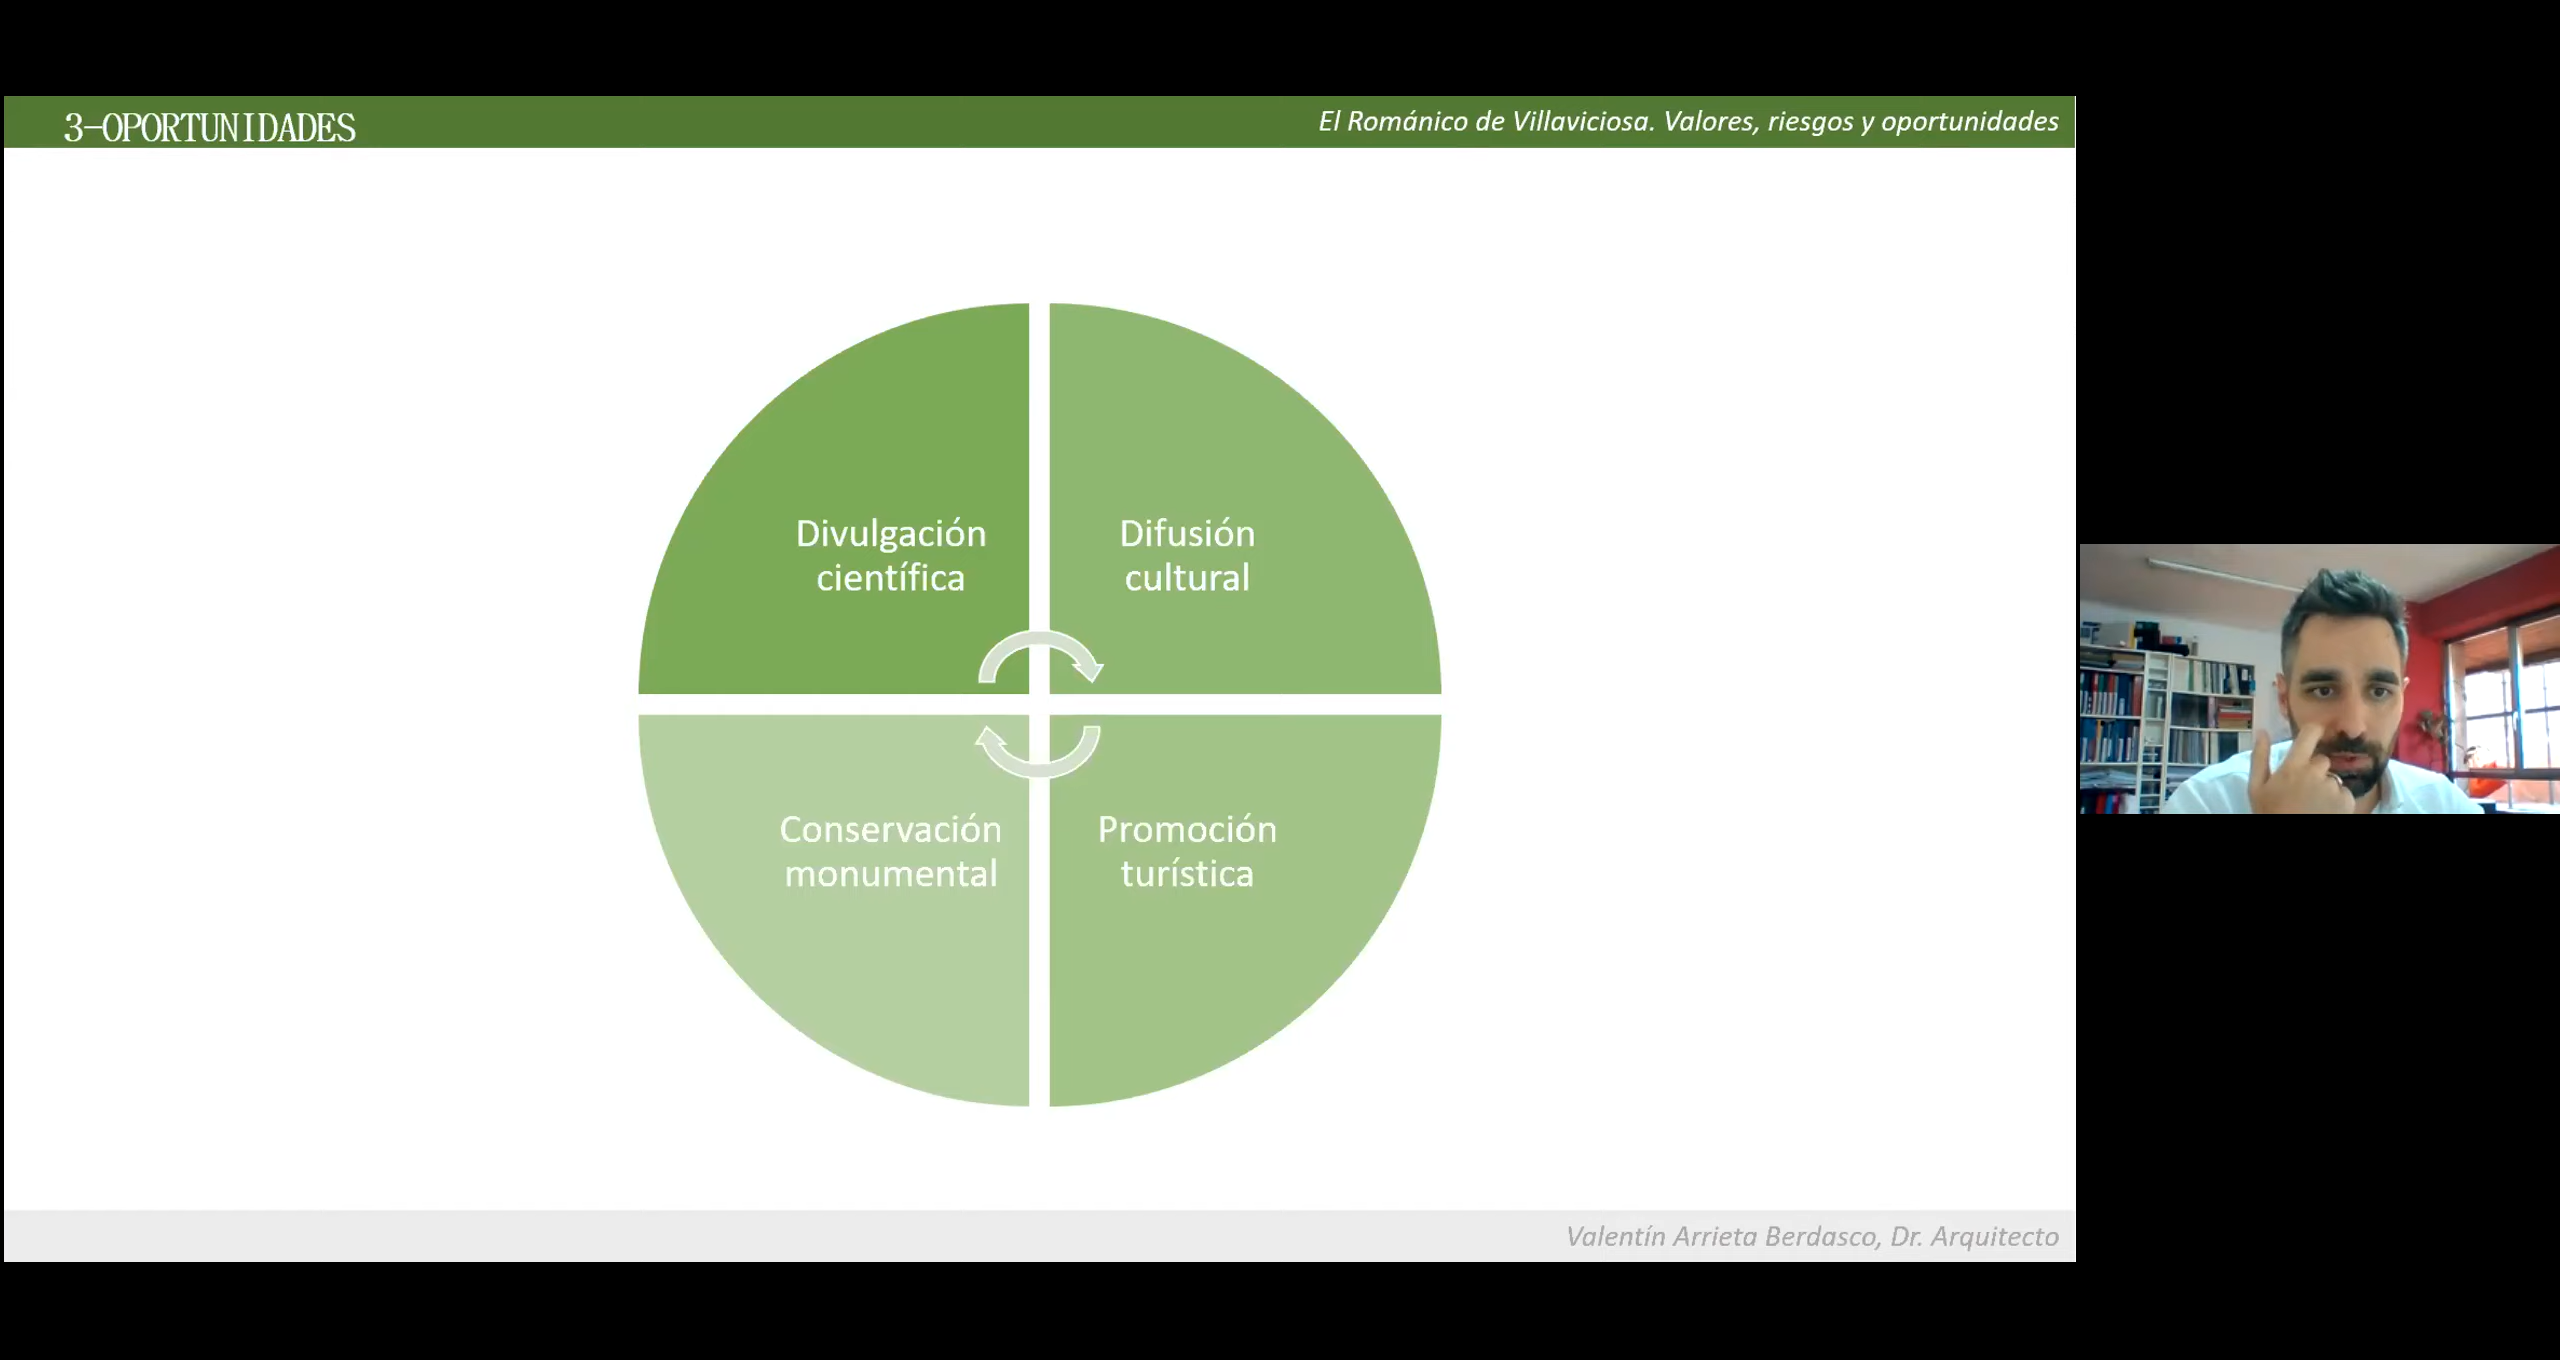 3-OPORTUNIDADES
El Románico de Villaviciosa. Valores, riesgos y oportunidades
Divulgación
científica
Difusión
cultural
Conservación
monumental
Promoción
turística
Valentín Arrieta Berdasco, Dr. Arquitecto